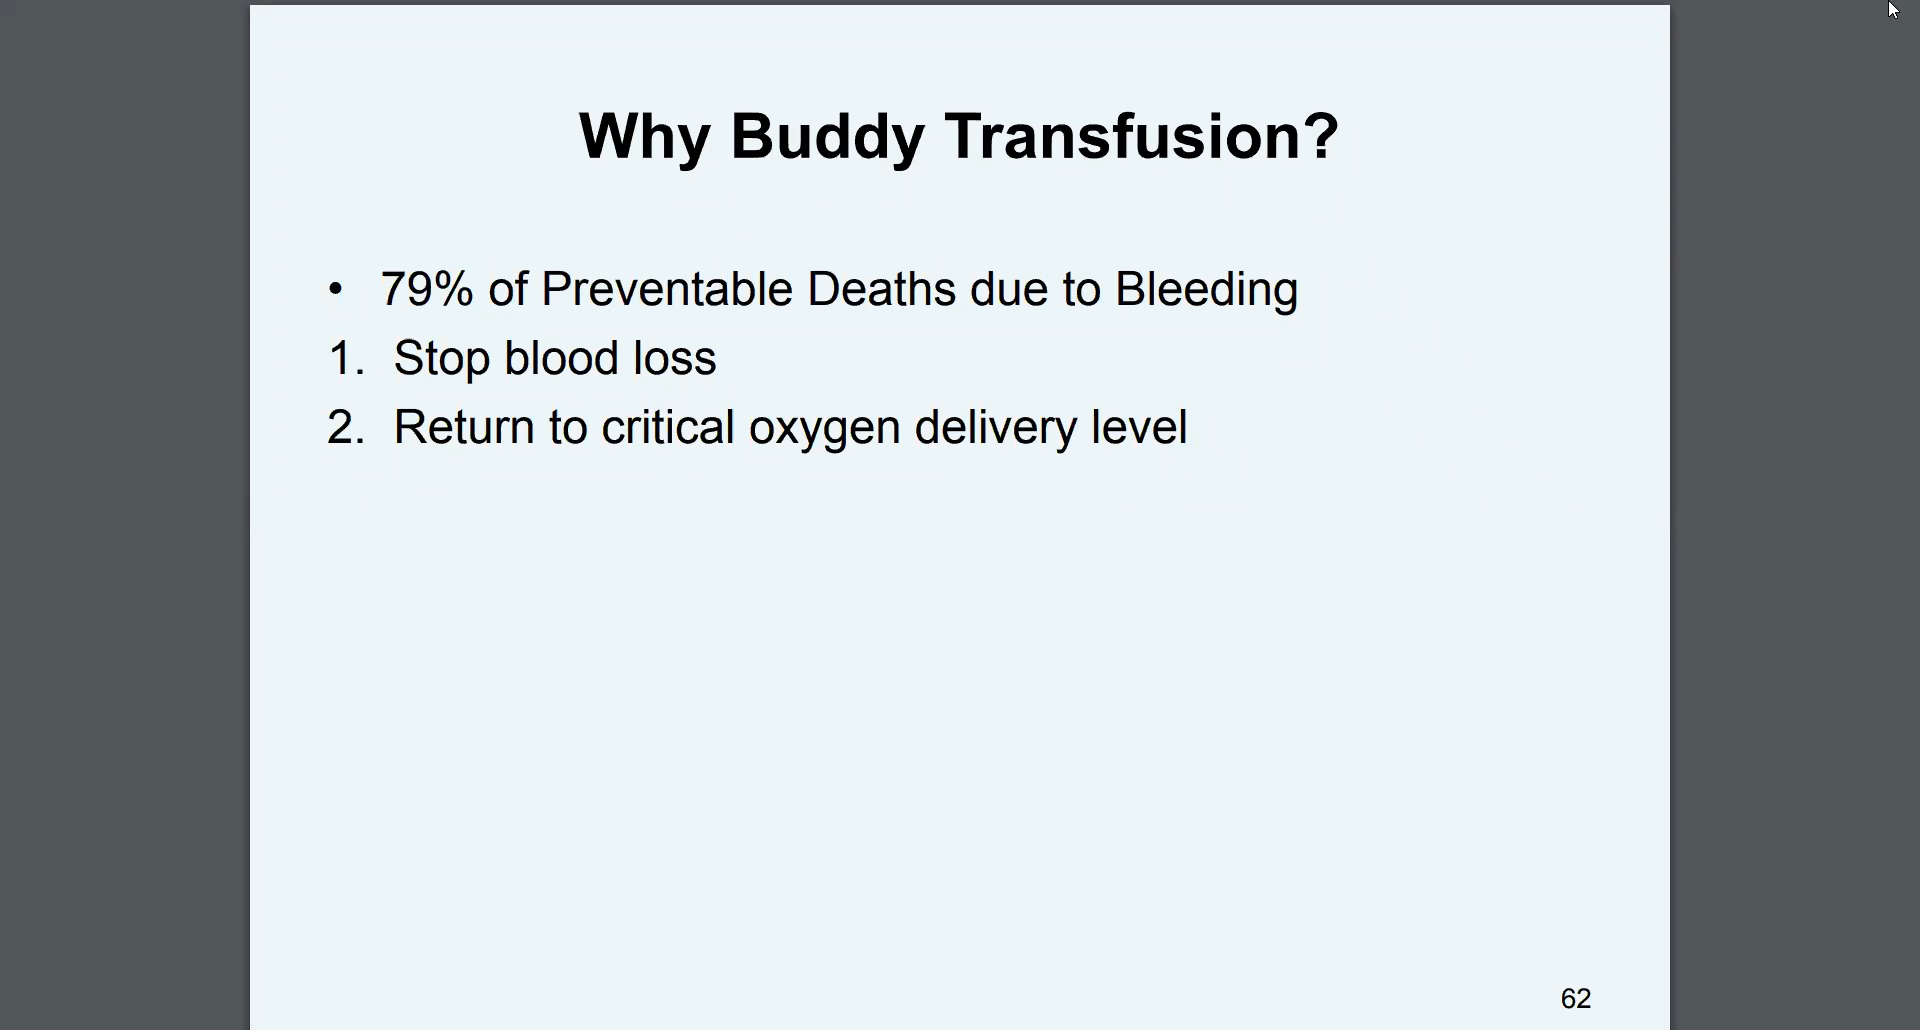 Why Buddy Transfusion?
• 79% of Preventable Deaths due to Bleeding
1. Stop blood loss
2. Return to critical oxygen delivery level
62